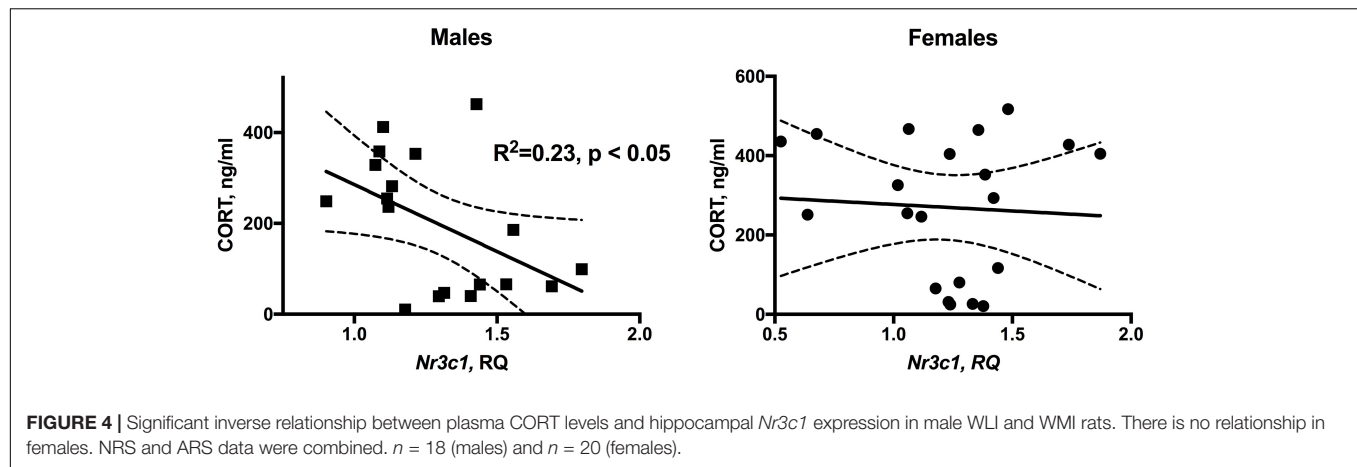 Males
CORT, ng/ml
400
200
0
R²=0.23, p < 0.05
1.0 1.5 2.0
Nr3c1, RQ
Females
CORT, ng/ml
600
400
200
0
0.5 1.0 1.5 2.0
Nr3c1, RQ
FIGURE 4 | Significant inverse relationship between plasma CORT levels and hippocampal Nr3c1 expression in male WLI and WMI rats. There is no relationship in
females. NRS and ARS data were combined. n = 18 (males) and n = 20 (females).